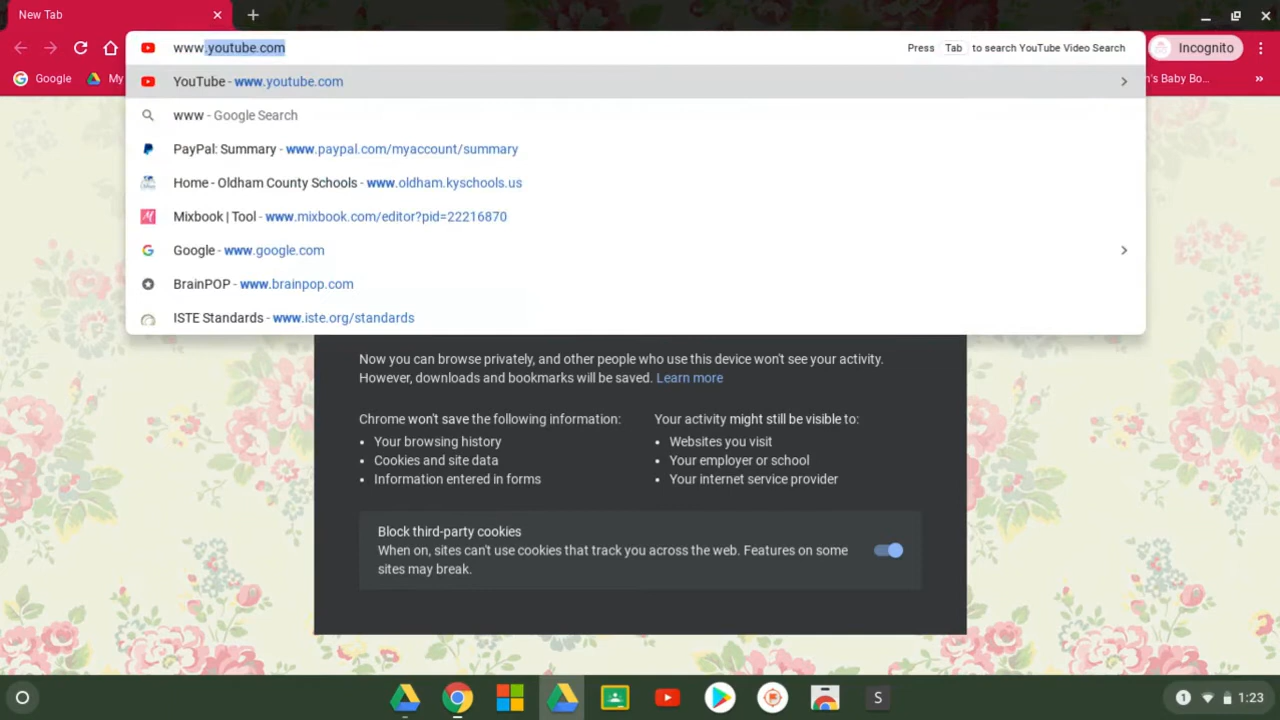 New Tab
www.youtube.com
Press Tab to search YouTube Video Search
Incognito
Google
My
n's Baby Bo...
»
YouTube - www.youtube.com
www - Google Search
PayPal: Summary - www.paypal.com/myaccount/summary
Home - Oldham County Schools - www.oldham.kyschools.us
Mixbook | Tool - www.mixbook.com/editor?pid=22216870
Google - www.google.com
BrainPOP - www.brainpop.com
ISTE Standards - www.iste.org/standards
Now you can browse privately, and other people who use this device won't see your activity.
However, downloads and bookmarks will be saved. Learn more
Chrome won't save the following information:
• Your browsing history
• Cookies and site data
• Information entered in forms
Your activity might still be visible to:
• Websites you visit
• Your employer or school
• Your internet service provider
Block third-party cookies
When on, sites can't use cookies that track you across the web. Features on some
sites may break.
S
1
1:23